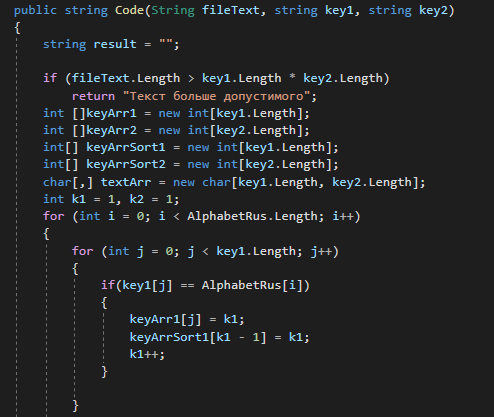 public string Code(String fileText, string key1, string key2)
{
string result = "";
if (fileText.Length > key1.Length * key2.Length)
return "Текст больше допустимого";
int []keyArr1 = new int[key1.Length];
int []keyArr2 = new int[key2.Length];
int[] keyArrSort1 = new int[key1.Length];
int[] keyArrSort2 = new int[key2.Length];
char[,] textArr = new char[key1.Length, key2.Length];
int k1 = 1, k2 = 1;
for (int i = 0; i < AlphabetRus.Length; i++)
{
for (int j = 0; j < key1.Length; j++)
{
if(key1[j] == AlphabetRus[i])
{
keyArr1[j] = k1;
keyArrSort1[k1 - 1] = k1;
k1++;
}
}